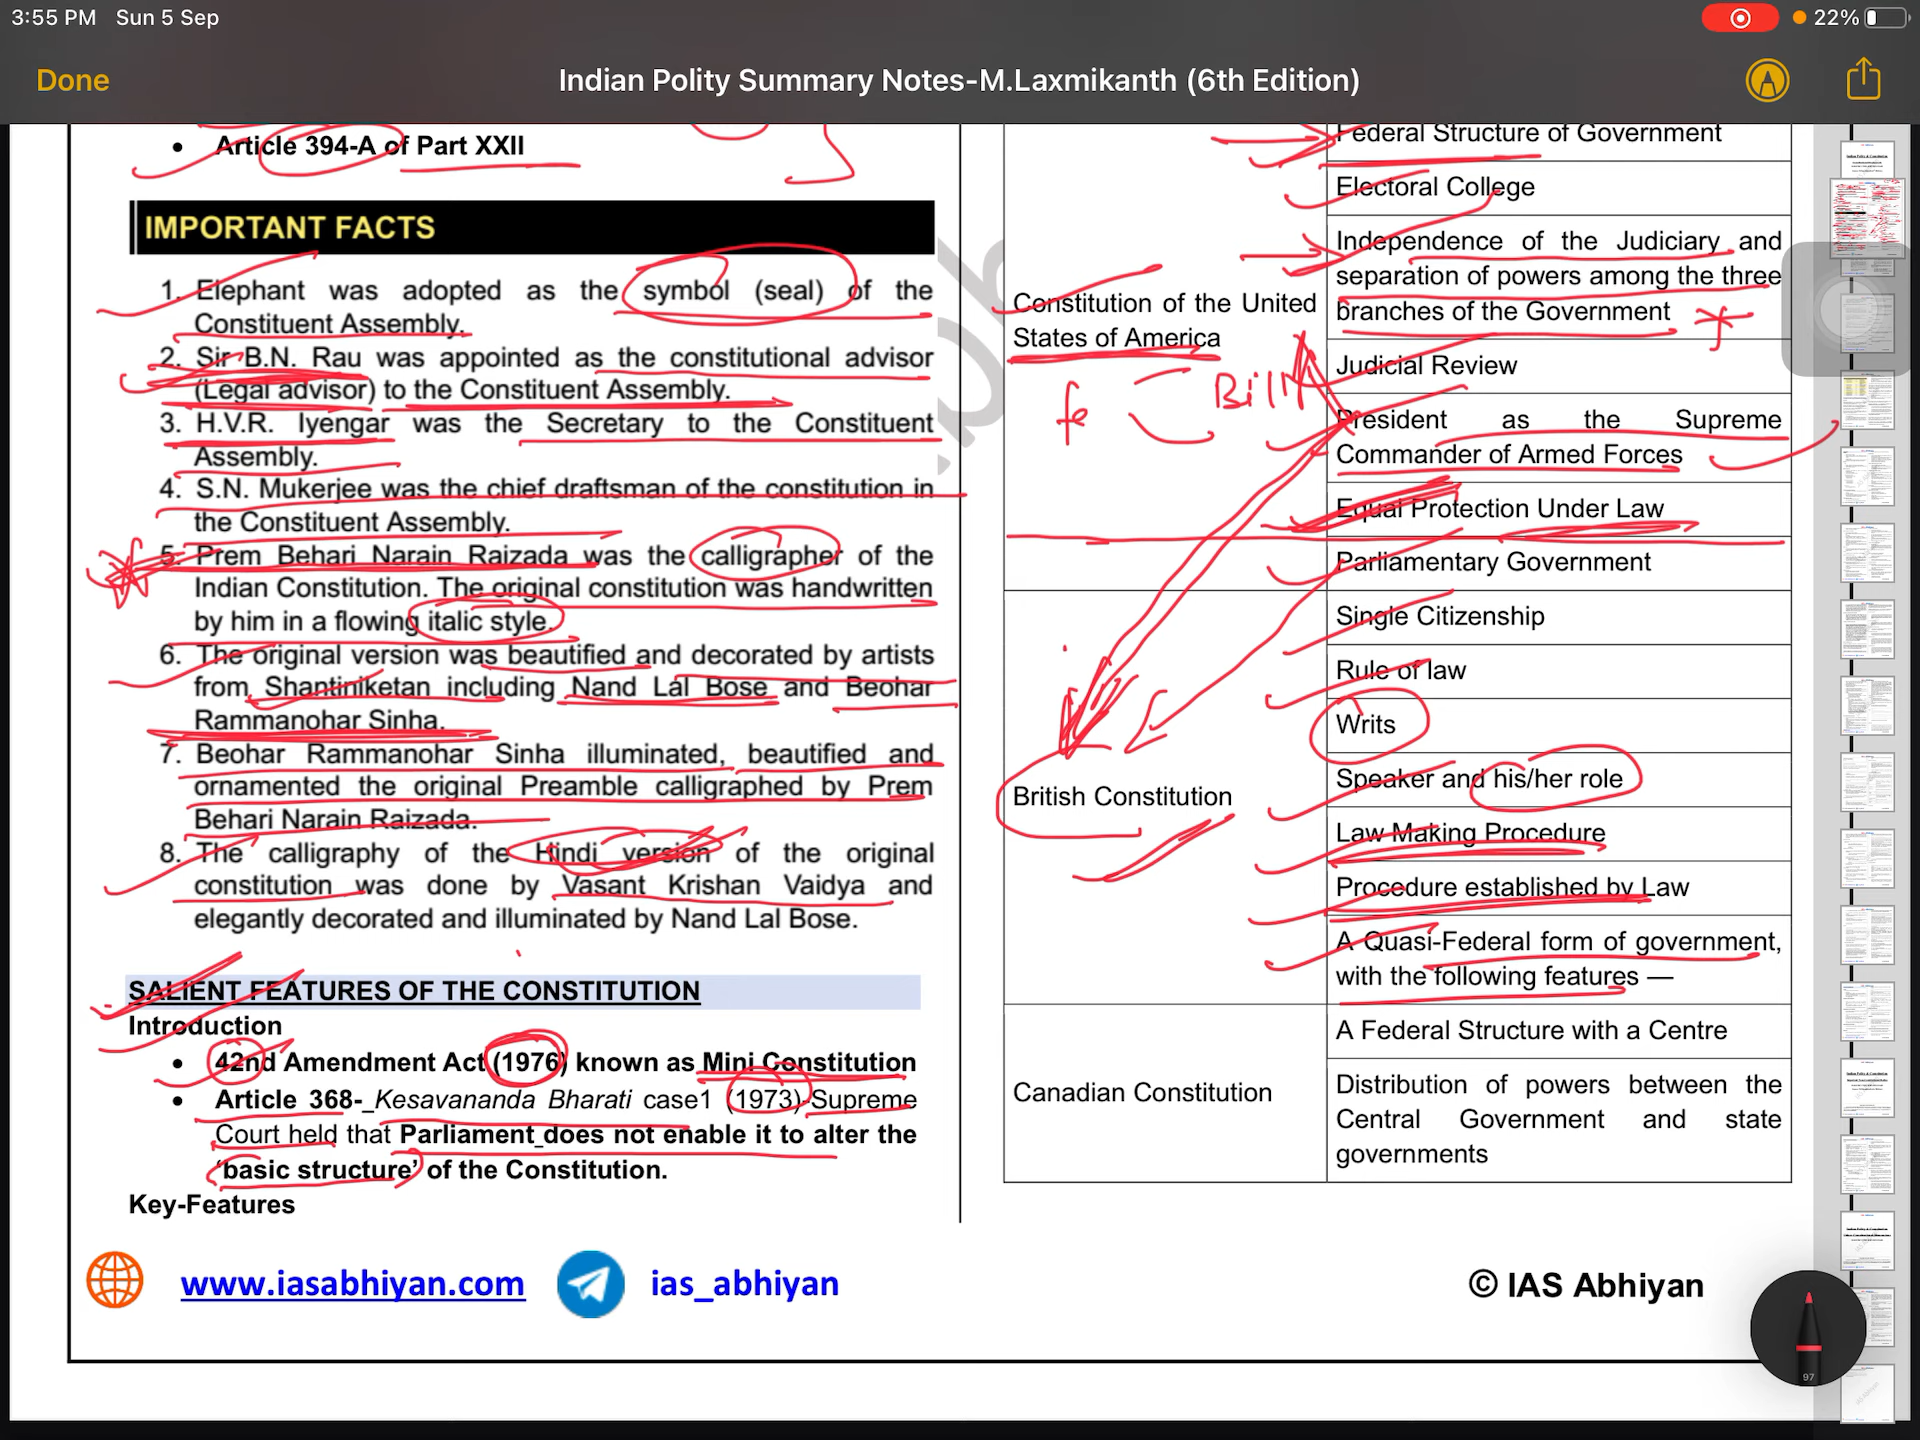 3:55 PM Sun 5 Sep
22%
Done
Indian Polity Summary Notes-M.Laxmikanth (6th Edition)
• Article 394-A of Part XXII
IMPORTANT FACTS
1. Elephant was adopted as the symbol (seal) of the
Constituent Assembly.
2. Sir B.N. Rau was appointed as the constitutional advisor
(Legal advisor) to the Constituent Assembly.
3. H.V.R. Iyengar was the Secretary to the Constituent
Assembly.
4. S.N. Mukerjee was the chief draftsman of the constitution in
the Constituent Assembly.
5. Prem Behari Narain Raizada was the calligrapher of the
Indian Constitution. The original constitution was handwritten
by him in a flowing italic style.
6. The original version was beautified and decorated by artists
from Shantiniketan including Nand Lal Bose and Beohar
Rammanohar Sinha.
7. Beohar Rammanohar Sinha illuminated, beautified and
ornamented the original Preamble calligraphed by Prem
Behari Narain Raizada.
8. The calligraphy of the Hindi version of the original
constitution was done by Vasant Krishan Vaidya and
elegantly decorated and illuminated by Nand Lal Bose.
SALIENT FEATURES OF THE CONSTITUTION
Introduction
• 42nd Amendment Act (1976) known as Mini Constitution
• Article 368-_Kesavananda Bharati case1 (1973)-Supreme
Court held that Parliament does not enable it to alter the
'basic structure' of the Constitution.
Key-Features
Federal Structure of Government
Electoral College
Independence of the Judiciary and
separation of powers among the three
branches of the Government
Constitution of the United
States of America
Judicial Review
Bill
President as the Supreme
Commander of Armed Forces
Equal Protection Under Law
Parliamentary Government
Single Citizenship
Rule of law
Writs
Speaker and his/her role
British Constitution
Law Making Procedure
Procedure established by Law
A Quasi-Federal form of government,
with the following features —
A Federal Structure with a Centre
Canadian Constitution
Distribution of powers between the
Central Government and state
governments
www.iasabhiyan.com
ias_abhiyan
© IAS Abhiyan
97